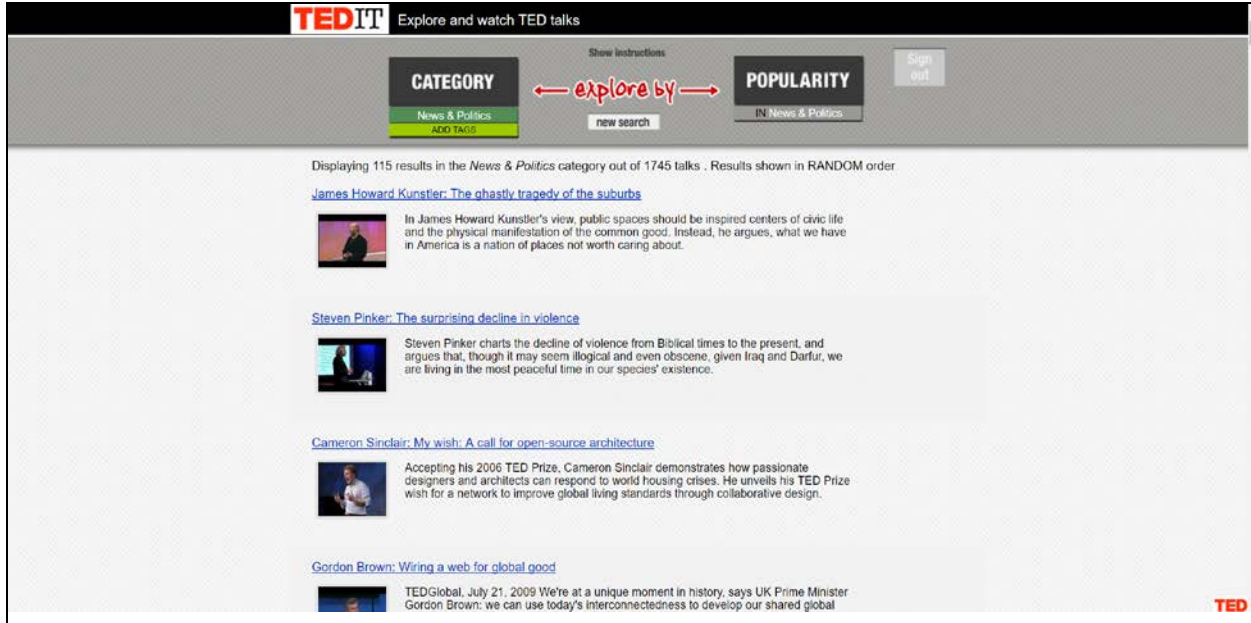 TEDIT Explore and watch TED talks
Show instructions
Sign out
CATEGORY
explore by
POPULARITY
News & Politics
ADD TAGS
new search
IN News & Politics
Displaying 115 results in the News & Politics category out of 1745 talks . Results shown in RANDOM order
James Howard Kunstler: The ghastly tragedy of the suburbs
In James Howard Kunstler's view, public spaces should be inspired centers of civic life
and the physical manifestation of the common good. Instead, he argues, what we have
in America is a nation of places not worth caring about.
Steven Pinker: The surprising decline in violence
Steven Pinker charts the decline of violence from Biblical times to the present, and
argues that, though it may seem illogical and even obscene, given Iraq and Darfur, we
are living in the most peaceful time in our species' existence.
Cameron Sinclair: My wish: A call for open-source architecture
Accepting his 2006 TED Prize, Cameron Sinclair demonstrates how passionate
designers and architects can respond to world housing crises. He unveils his TED Prize
wish for a network to improve global living standards through collaborative design.
Gordon Brown: Wiring a web for global good
TEDGlobal, July 21, 2009 We're at a unique moment in history, says UK Prime Minister
Gordon Brown: we can use today's interconnectedness to develop our shared global
TED